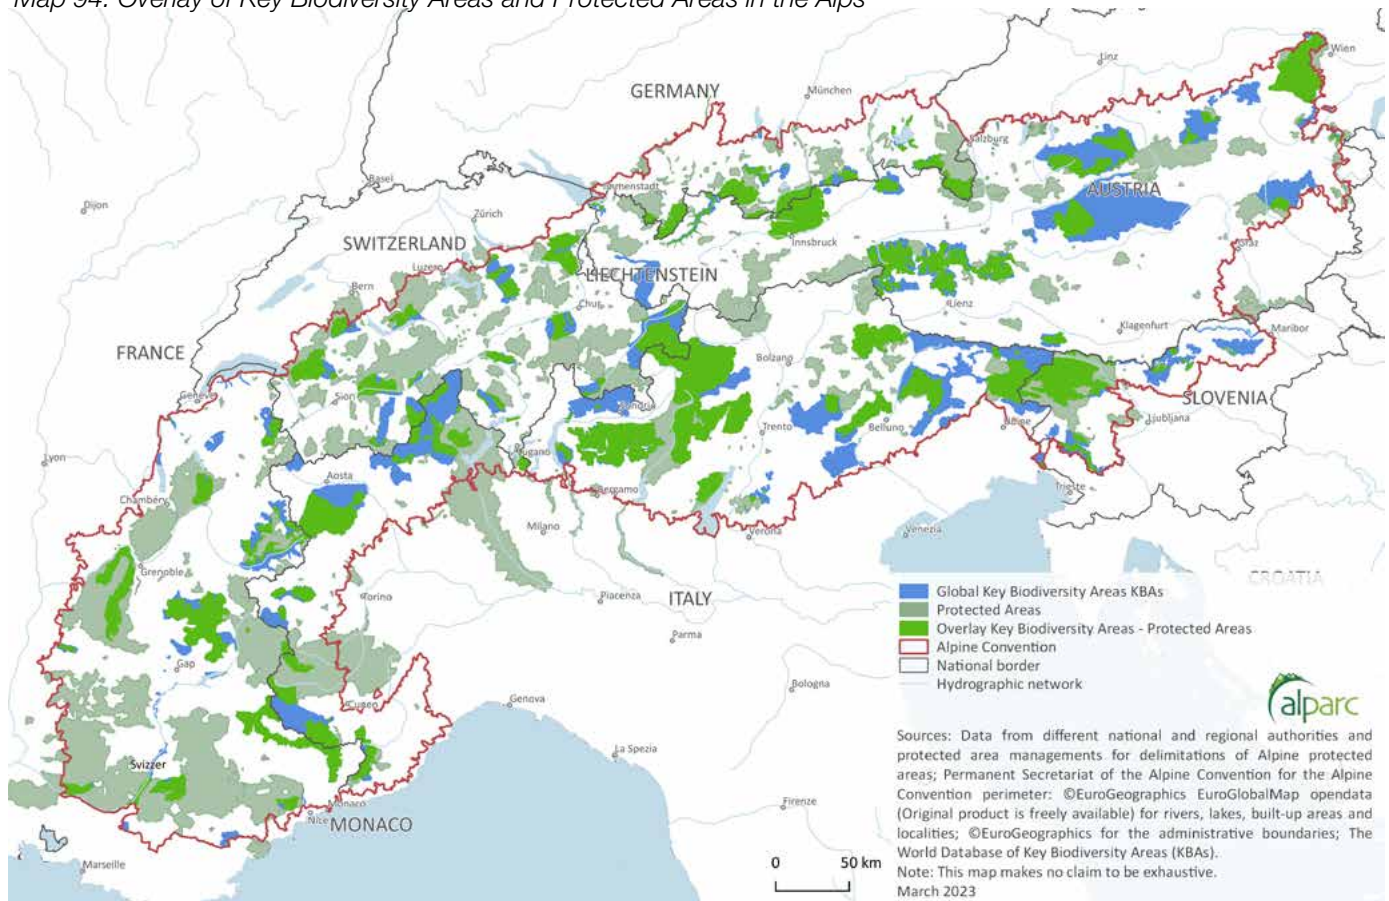 Map 94: Overlay of Key Biodiversity Areas and Protected Areas in the Alps
Linz
Wien
GERMANY
München
Salzburg
Basel
Immenstadt
Dijon
Zürich
AUSTRIA
SWITZERLAND
Innsbruck
Graz
Luzern
LIECHTENSTEIN
Bern
Chur
Lienz
Klagenfurt
Maribor
FRANCE
Bolzano
Genève
Sion
Sondrio
SLOVENIA
Trento
Belluno
Udine
Ljubljana
Lyon
Lugano
Aosta
Trieste
Chambéry
Bergamo
Milano
Verona
Venezia
Grenoble
CROATIA
Torino
Piacenza
ITALY
Parma
Gap
Bologna
Cuneo
Genova
La Spezia
Svizzer
Firenze
Monaco
Nice
MONACO
Marseille
Global Key Biodiversity Areas KBAs
Protected Areas
Overlay Key Biodiversity Areas - Protected Areas
Alpine Convention
National border
Hydrographic network
alparc
Sources: Data from different national and regional authorities and
protected area managements for delimitations of Alpine protected
areas; Permanent Secretariat of the Alpine Convention for the Alpine
Convention perimeter: ©EuroGeographics EuroGlobalMap opendata
(Original product is freely available) for rivers, lakes, built-up areas and
localities; ©EuroGeographics for the administrative boundaries; The
World Database of Key Biodiversity Areas (KBAs).
Note: This map makes no claim to be exhaustive.
March 2023
0 50 km